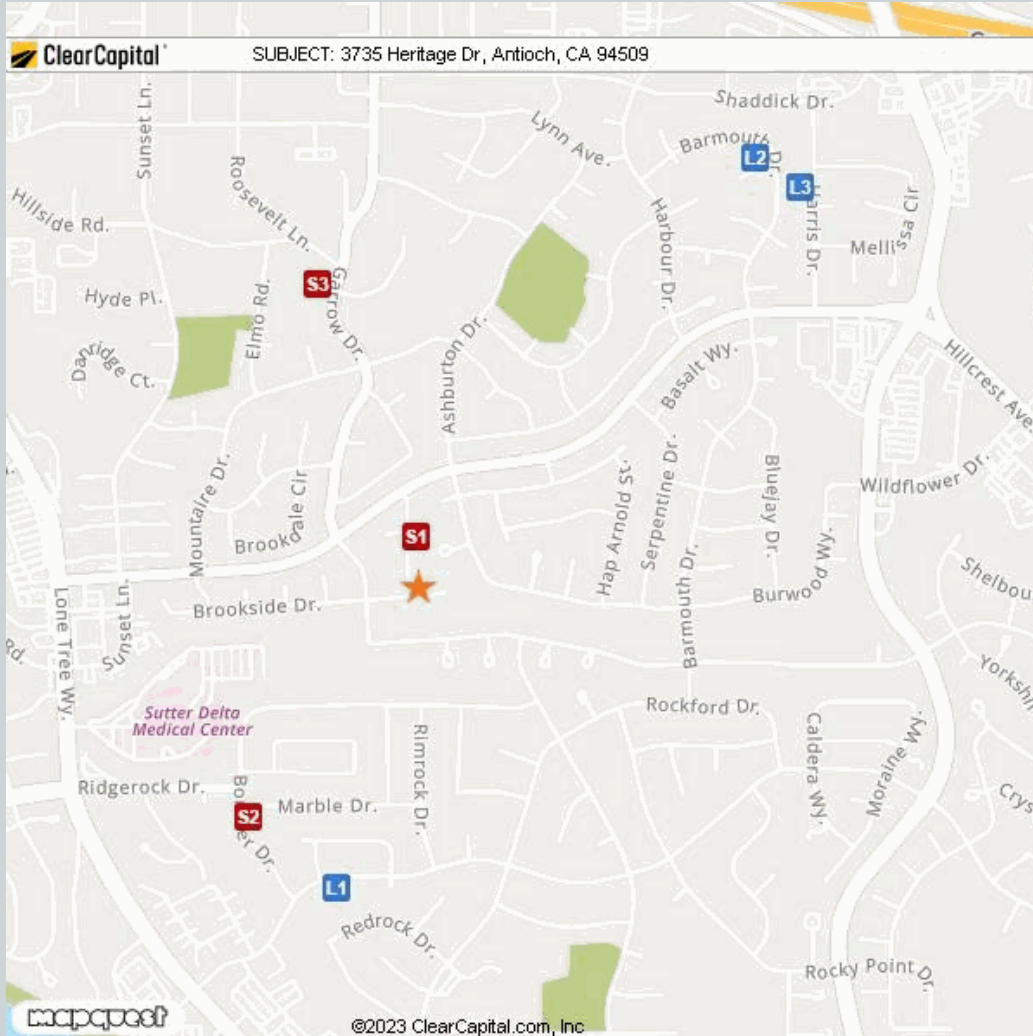 ClearCapital
SUBJECT: 3735 Heritage Dr, Antioch, CA 94509
Shaddick Dr.
Sunset Ln.
Lynn Ave.
Barmouth Dr.
L2
Roosevelt Ln.
L3
Harris Dr.
Hillside Rd.
Harbour Dr.
Mellissa Cir
S3
Garrow Dr.
Hyde Pl.
Elmo Rd.
Danridge Ct.
Ashburton Dr.
Basalt Wy.
Hillcrest Ave.
Mountaire Dr.
Brookdale Cir
Hap Arnold St.
Serpentine Dr.
Bluejay Dr.
Wildflower Dr.
S1
Lone Tree Wy.
Sunset Ln.
Brookside Dr.
Barmouth Dr.
Burwood Wy.
Shelbou
Rd.
Yorkshir
Sutter Delta
Medical Center
Rockford Dr.
Rimrock Dr.
Caldera Wy.
Moraine Wy.
Ridgerock Dr.
Marble Dr.
Crys
S2
L1
Redrock Dr.
Rocky Point Dr.
mapquest
©2023 ClearCapital.com, Inc